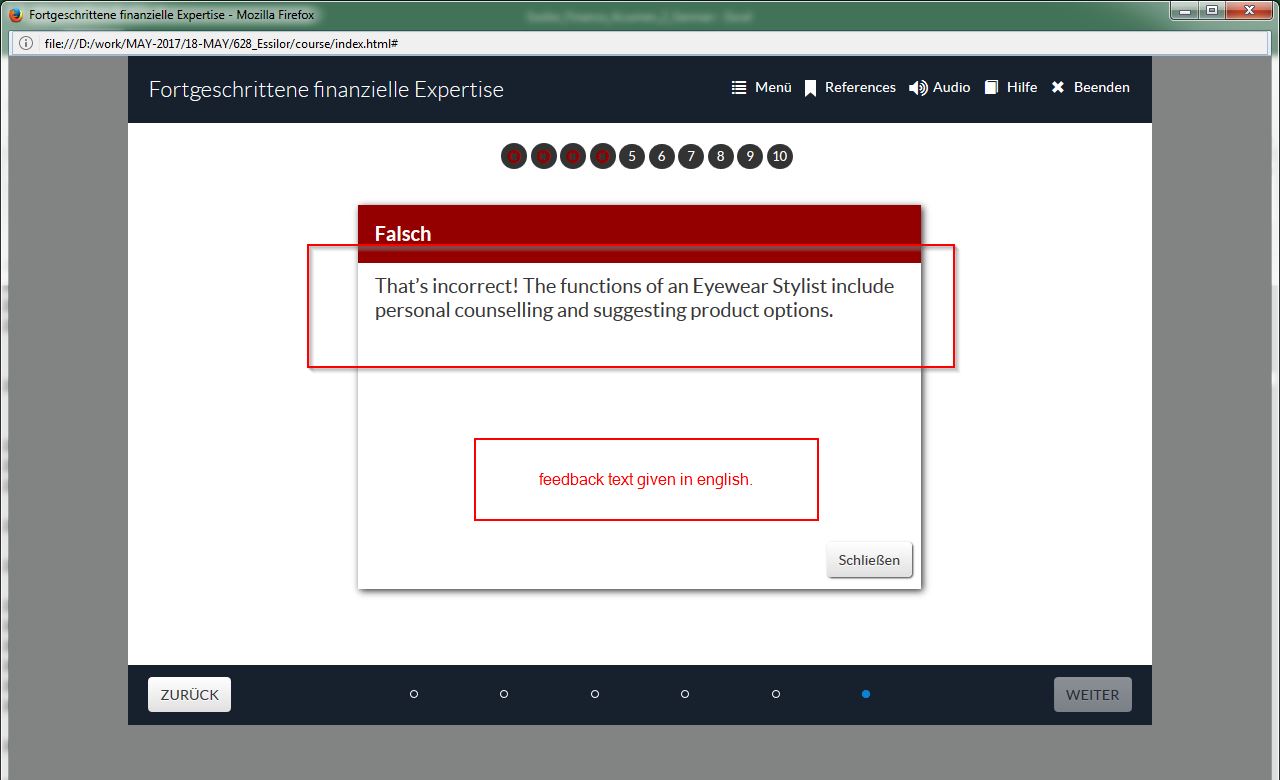 Fortgeschrittene finanzielle Expertise - Mozilla Firefox
file:///D:/work/MAY-2017/18-MAY/628_Essilor/course/index.html#
Fortgeschrittene finanzielle Expertise
Menü References Audio Hilfe Beenden
5 6 7 8 9 10
Falsch
That’s incorrect! The functions of an Eyewear Stylist include
personal counselling and suggesting product options.
feedback text given in english.
Schließen
ZURÜCK
WEITER